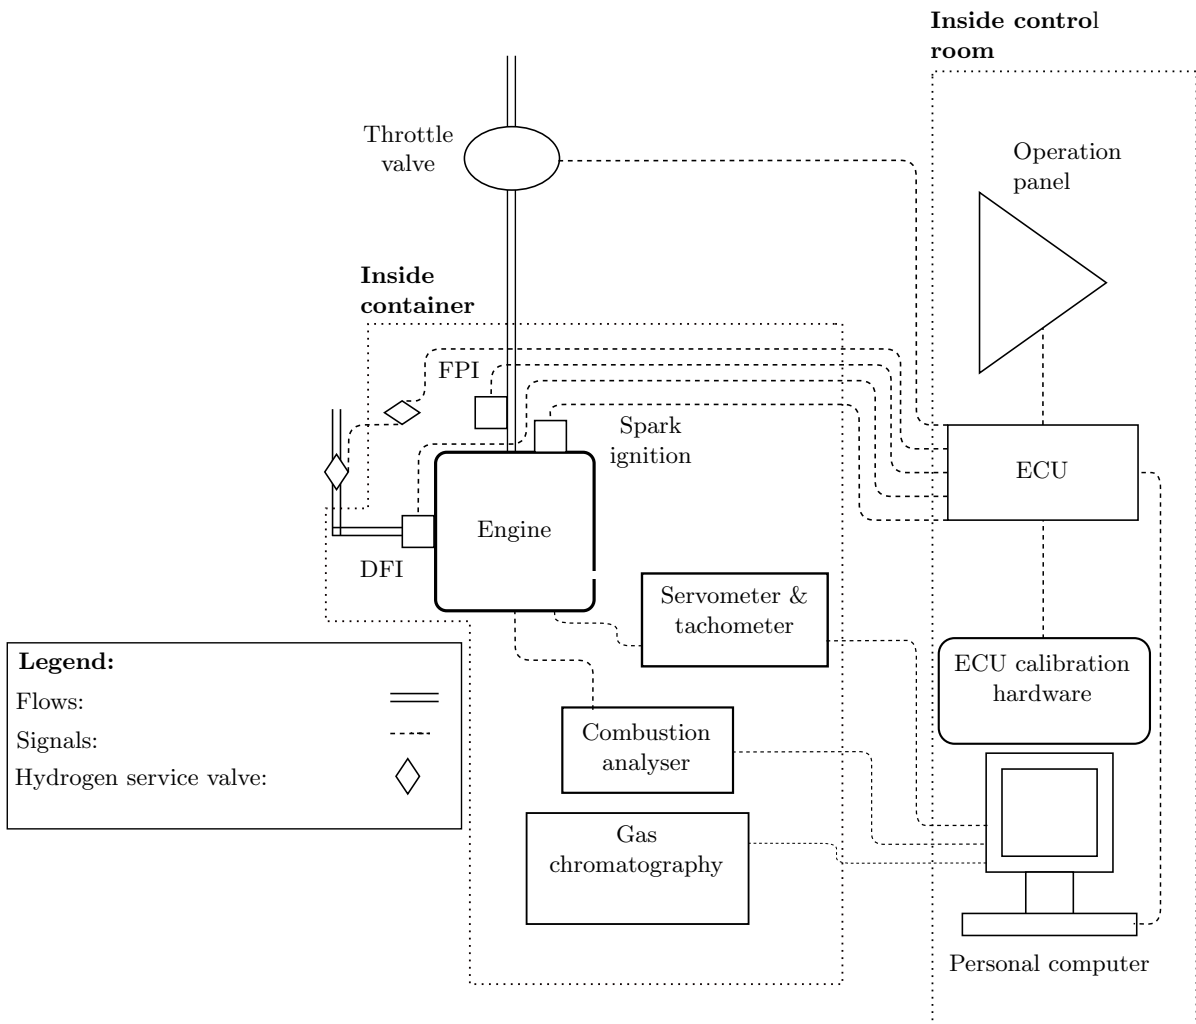 Inside control
room
Throttle
valve
Operation
panel
Inside
container
FPI
Spark
ignition
ECU
Engine
DFI
Servometer &
tachometer
Legend:
Flows:
Signals:
Hydrogen service valve:
ECU calibration
hardware
Combustion
analyser
Gas
chromatography
Personal computer